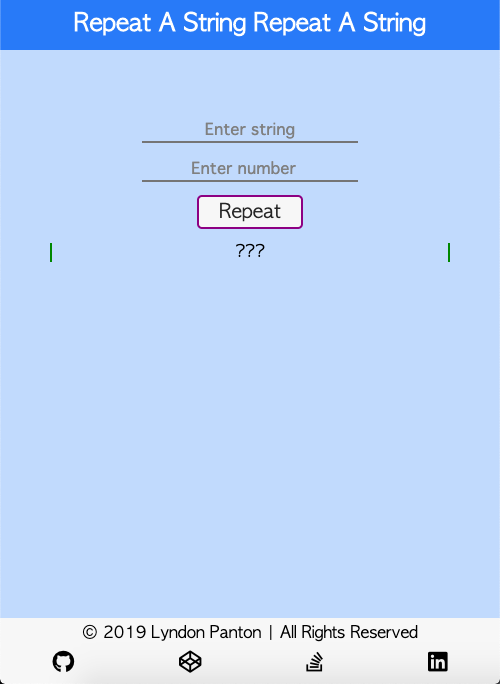 Repeat A String Repeat A String
Enter string
Enter number
Repeat
???
© 2019 Lyndon Panton | All Rights Reserved